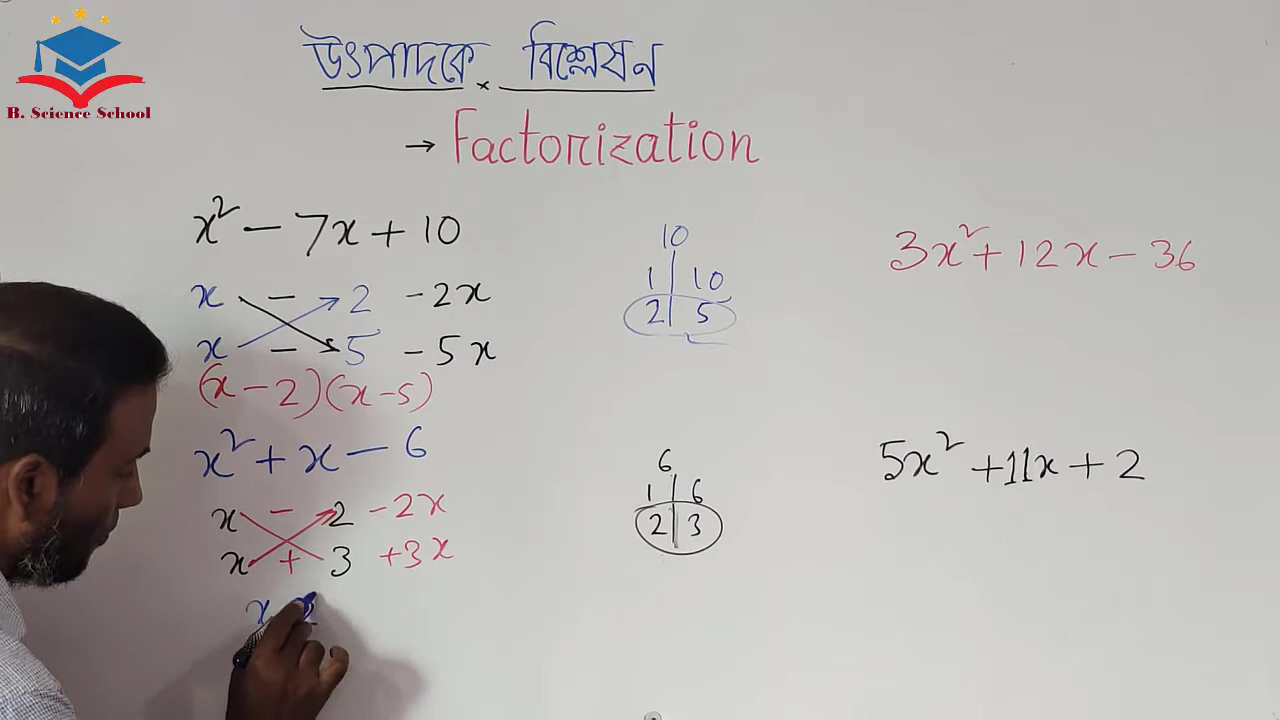 B. Science School
উৎপাদকে বিশ্লেষন
→ Factorization
x² − 7x + 10
x − 2 −2x
x − 5 −5x
(x − 2)(x − 5)
x² + x − 6
x − 2 −2x
x + 3 +3x
x
10
1 | 10
2 | 5
6
1 | 6
2 | 3
3x² + 12x − 36
5x² + 11x + 2